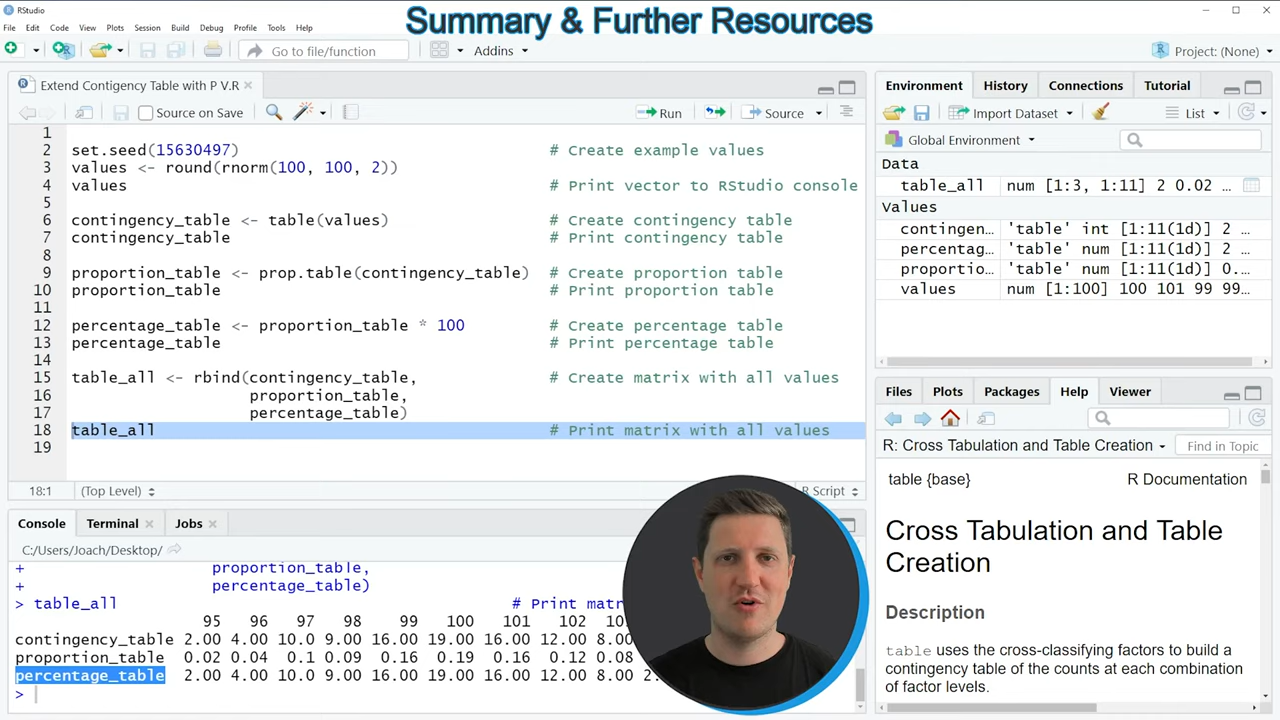 RStudio
Summary & Further Resources
File Edit Code View Plots Session Build Debug Profile Tools Help
Go to file/function Addins Project: (None)
Extend Contigency Table with P V.R
Source on Save Run Source
1
2 set.seed(15630497) # Create example values
3 values <- round(rnorm(100, 100, 2))
4 values # Print vector to RStudio console
5
6 contingency_table <- table(values) # Create contingency table
7 contingency_table # Print contingency table
8
9 proportion_table <- prop.table(contingency_table) # Create proportion table
10 proportion_table # Print proportion table
11
12 percentage_table <- proportion_table * 100 # Create percentage table
13 percentage_table # Print percentage table
14
15 table_all <- rbind(contingency_table, # Create matrix with all values
16 proportion_table,
17 percentage_table)
18 table_all # Print matrix with all values
19
18:1 (Top Level) R Script
Console Terminal Jobs
C:/Users/Joach/Desktop/
+ proportion_table,
+ percentage_table)
> table_all # Print matr
95 96 97 98 99 100 101 102 10
contingency_table 2.00 4.00 10.0 9.00 16.00 19.00 16.00 12.00 8.00
proportion_table 0.02 0.04 0.1 0.09 0.16 0.19 0.16 0.12 0.08
percentage_table 2.00 4.00 10.0 9.00 16.00 19.00 16.00 12.00 8.00 2.
>
Environment History Connections Tutorial
Import Dataset List
Global Environment
Data
table_all num [1:3, 1:11] 2 0.02 ...
Values
contingen… 'table' int [1:11(1d)] 2 …
percentag… 'table' num [1:11(1d)] 2 …
proportio… 'table' num [1:11(1d)] 0.…
values num [1:100] 100 101 99 99…
Files Plots Packages Help Viewer
R: Cross Tabulation and Table Creation Find in Topic
table {base} R Documentation
Cross Tabulation and Table
Creation
Description
table uses the cross-classifying factors to build a
contingency table of the counts at each combination
of factor levels.